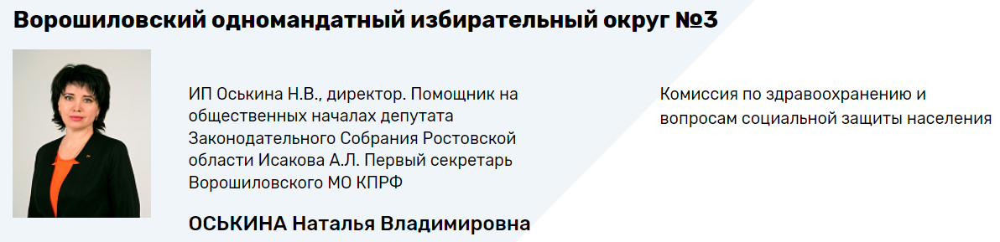 Ворошиловский одномандатный избирательный округ №3
ИП Оськина Н.В., директор. Помощник на
общественных началах депутата
Законодательного Собрания Ростовской
области Исакова А.Л. Первый секретарь
Ворошиловского МО КПРФ
ОСЬКИНА Наталья Владимировна
Комиссия по здравоохранению и
вопросам социальной защиты населения